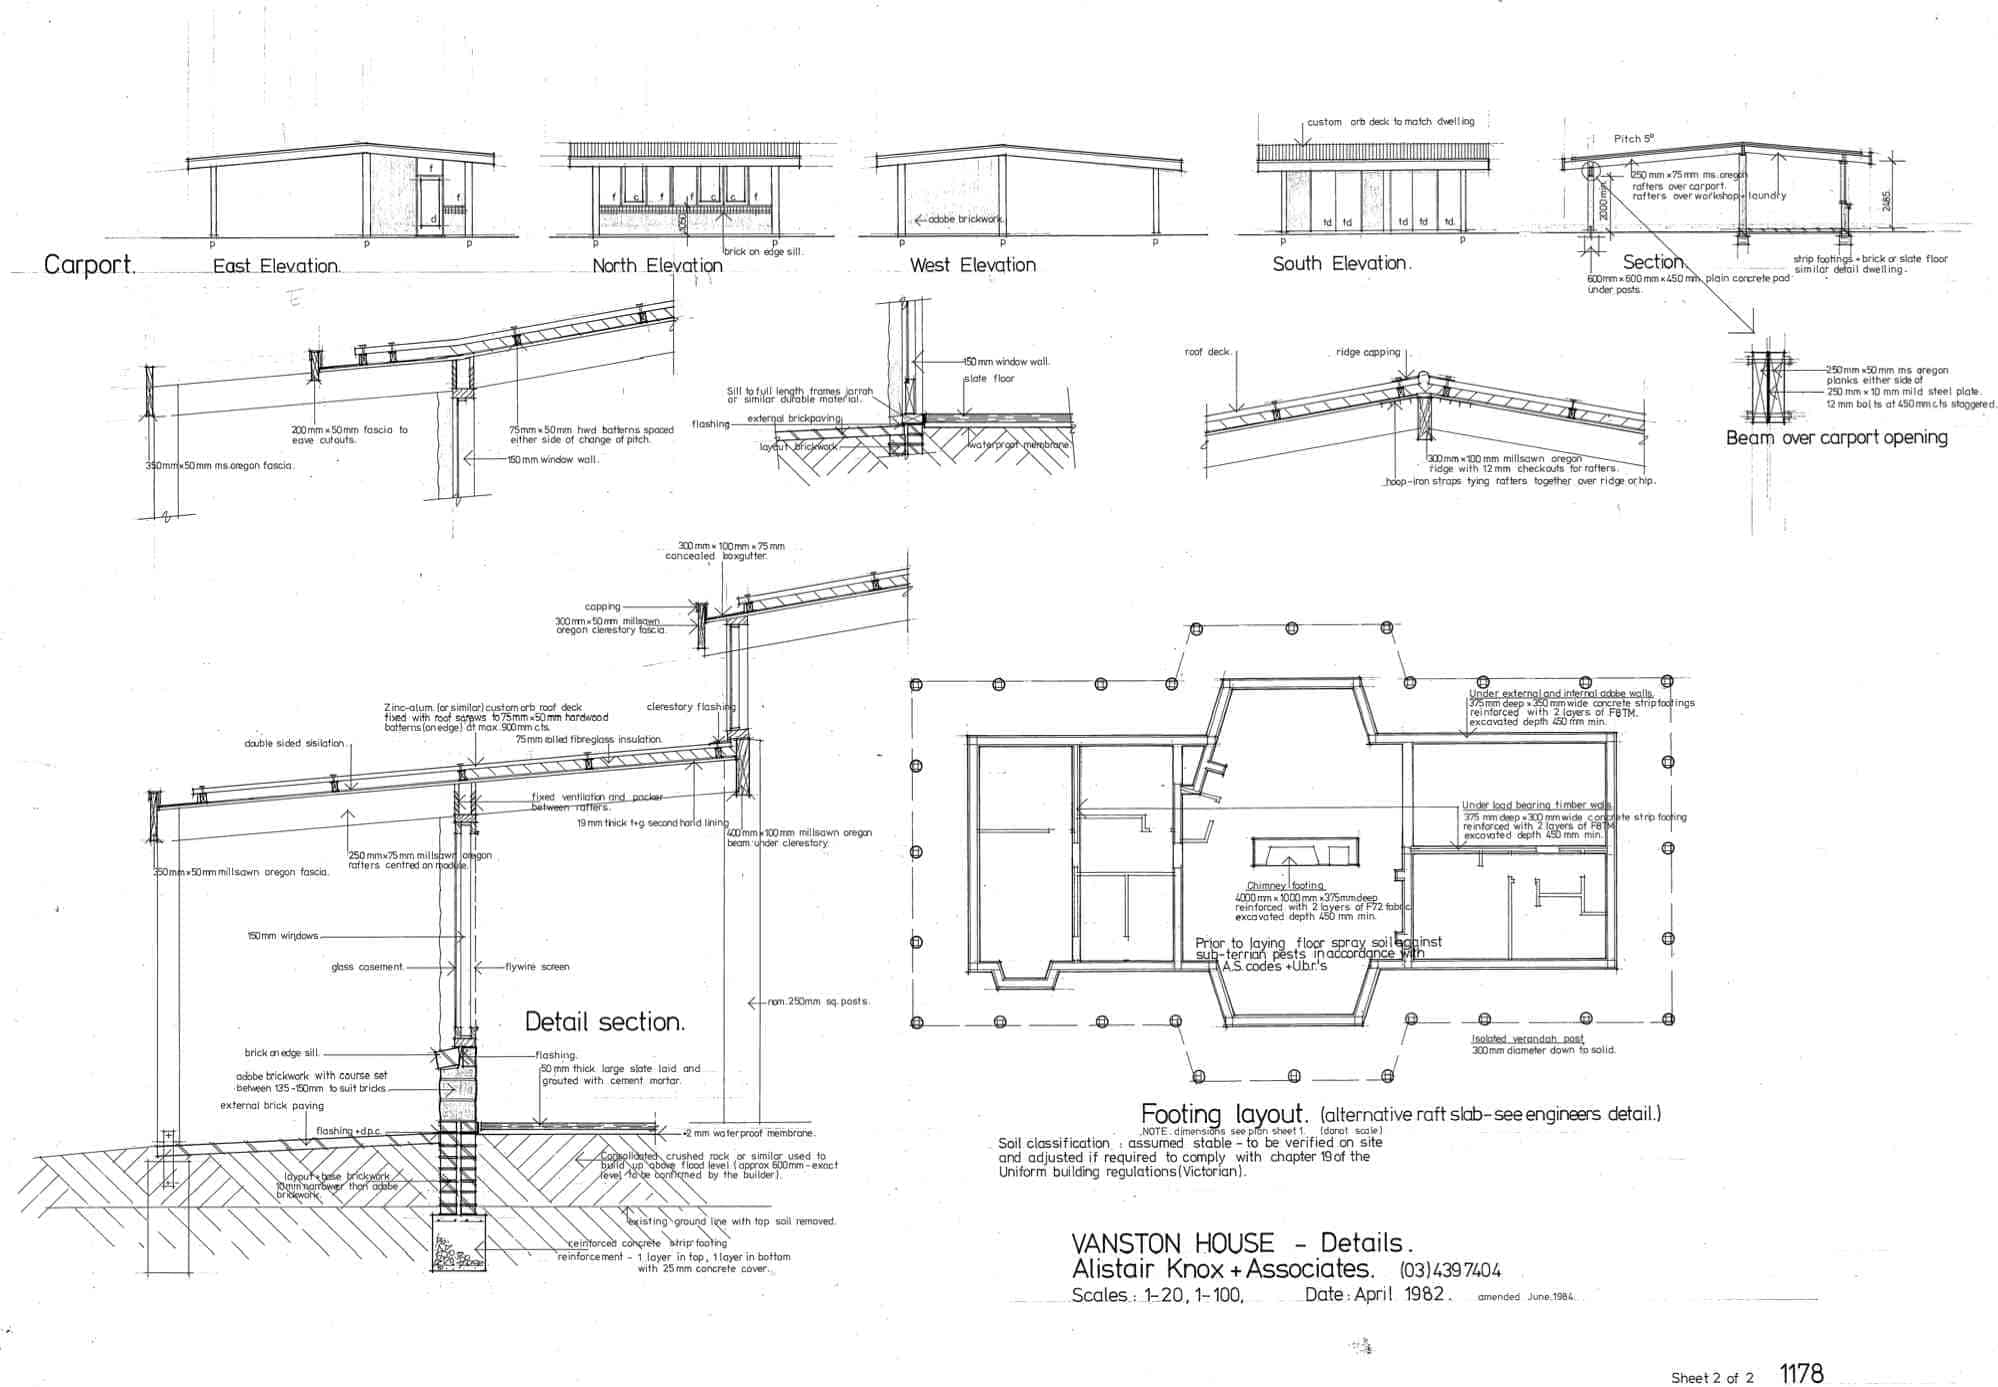 custom orb deck to match dwelling
Pitch 5°
250 mm × 75 mm ms. oregon
rafters over carport.
rafters over workshop + laundry
2000 min.
2485
f
d
f
f c f f c c f
1050
adobe brickwork.
td td td td td
p p p
p p
brick on edge sill.
p p p
p p
Carport.
East Elevation.
North Elevation
West Elevation
South Elevation.
Section.
600mm × 600 mm × 450 mm. plain concrete pad
under posts.
strip footings + brick or slate floor
similar detail dwelling.
200 mm × 50 mm fascia to
eave cutouts.
350mm × 50 mm ms. oregon fascia.
75mm × 50 mm hwd battens spaced
either side of change of pitch.
150 mm window wall.
150 mm window wall.
slate floor
Sill to full length frames jarrah
or similar durable material.
external brickpaving
flashing
layout brickwork
waterproof membrane.
roof deck.
ridge capping
300 mm × 100 mm millsawn oregon
ridge with 12 mm checkouts for rafters.
hoop-iron straps tying rafters together over ridge or hip.
250 mm × 50 mm ms oregon
planks either side of
250 mm × 10 mm mild steel plate.
12 mm bolts at 450 mm cts staggered.
Beam over carport opening
300 mm × 100 mm × 75 mm
concealed boxgutter.
capping
300 mm × 50 mm millsawn
oregon clerestory fascia.
Zinc-alum. (or similar) custom orb roof deck
fixed with roof screws to 75mm × 50 mm hardwood
battens (on edge) at max. 900 mm cts.
clerestory flashing
double sided sisilation.
75 mm rolled fibreglass insulation.
fixed ventilation and packer
between rafters.
19 mm thick t+g second hand lining
400 mm × 100 mm millsawn oregon
beam under clerestory.
250 mm × 75 mm millsawn oregon
rafters centred on module.
350 mm × 50 mm millsawn oregon fascia.
150 mm windows
glass casement
flywire screen
nom. 250mm sq. posts.
Detail section.
brick on edge sill.
flashing.
adobe brickwork with course set
between 135 - 150mm to suit bricks
50 mm thick large slate laid and
grouted with cement mortar.
external brick paving
flashing + d.p.c.
·2 mm waterproof membrane.
Consolidated crushed rock or similar used to
build up above flood level (approx 600mm - exact
level to be confirmed by the builder).
layout + base brickwork
10mm narrower than adobe
brickwork.
existing ground line with top soil removed.
reinforced concrete strip footing
reinforcement - 1 layer in top, 1 layer in bottom
with 25 mm concrete cover.
Under external and internal adobe walls.
375 mm deep × 350 mm wide concrete strip footings
reinforced with 2 layers of F8TM.
excavated depth 450 mm min.
Under load bearing timber walls
375 mm deep × 300 mm wide concrete strip footing
reinforced with 2 layers of F8TM
excavated depth 450 mm min.
Chimney footing
4000 mm × 1000 mm × 375mm deep
reinforced with 2 layers of F72 fabric
excavated depth 450 mm min.
Prior to laying floor spray soil against
sub-terrian pests in accordance with
A.S. codes + U.b.r.'s
Isolated verandah post
300mm diameter down to solid.
Footing layout. (alternative raft slab - see engineers detail.)
NOTE. dimensions see plan sheet 1. (do not scale)
Soil classification : assumed stable - to be verified on site
and adjusted if required to comply with chapter 19 of the
Uniform building regulations (Victorian).
VANSTON HOUSE - Details.
Alistair Knox + Associates. (03) 439 7404
Scales : 1-20, 1-100, Date : April 1982. amended June. 1984.
Sheet 2 of 2 1178